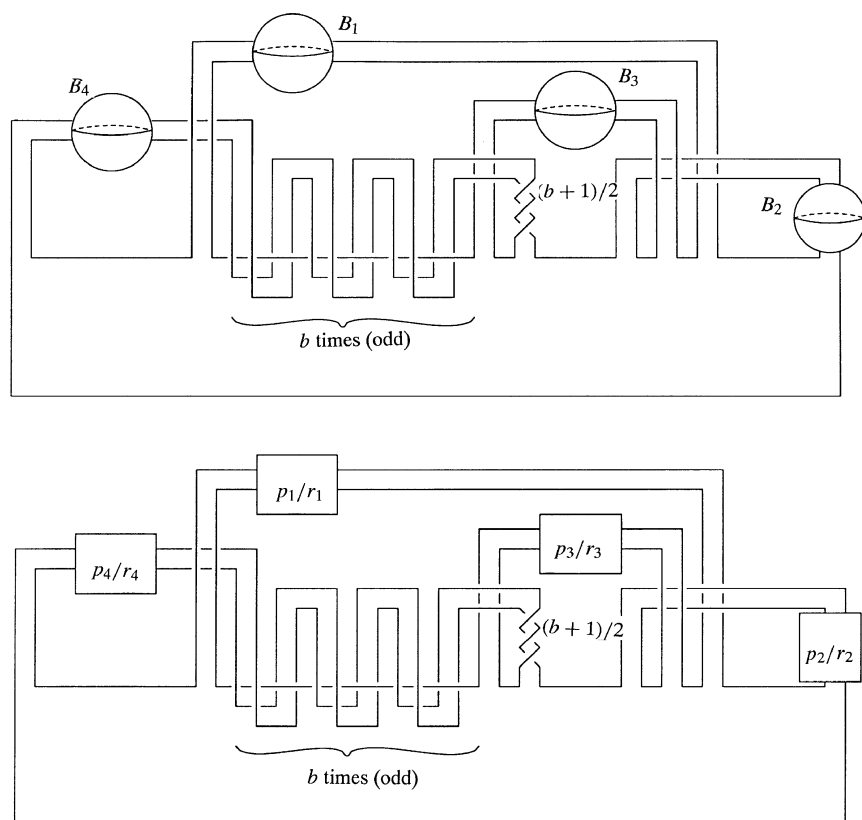 B₁
B₄
B₃
(b + 1)/2
B₂
b times (odd)
p₁/r₁
p₃/r₃
p₄/r₄
(b + 1)/2
p₂/r₂
b times (odd)